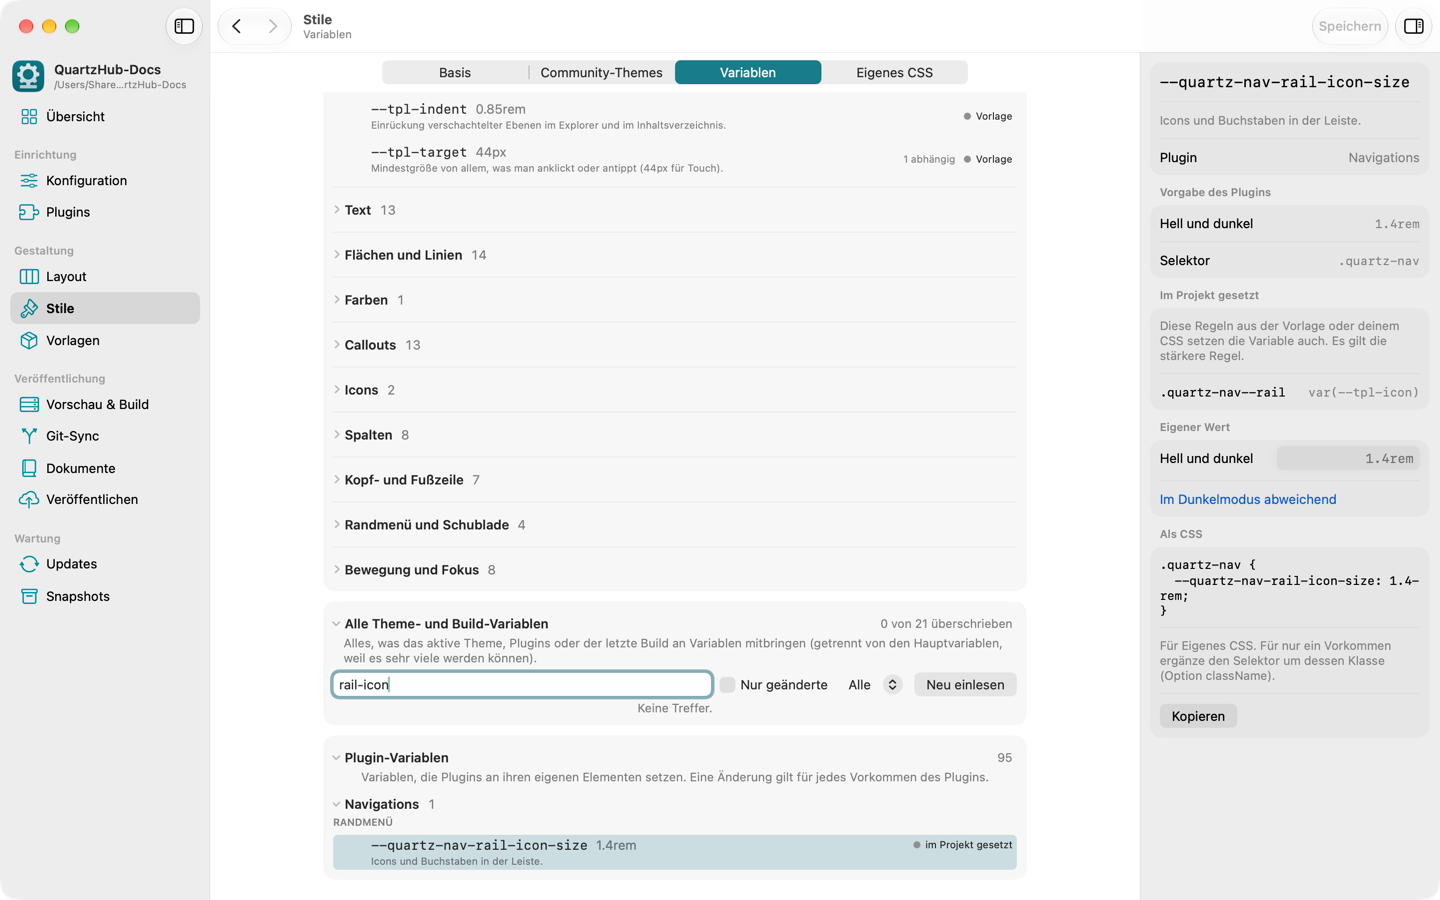 Stile
Variablen
Speichern
QuartzHub-Docs
/Users/Share...rtzHub-Docs
Übersicht
Einrichtung
Konfiguration
Plugins
Gestaltung
Layout
Stile
Vorlagen
Veröffentlichung
Vorschau & Build
Git-Sync
Dokumente
Veröffentlichen
Wartung
Updates
Snapshots
Basis
Community-Themes
Variablen
Eigenes CSS
--tpl-indent 0.85rem
Einrückung verschachtelter Ebenen im Explorer und im Inhaltsverzeichnis.
Vorlage
--tpl-target 44px
Mindestgröße von allem, was man anklickt oder antippt (44px für Touch).
1 abhängig Vorlage
Text 13
Flächen und Linien 14
Farben 1
Callouts 13
Icons 2
Spalten 8
Kopf- und Fußzeile 7
Randmenü und Schublade 4
Bewegung und Fokus 8
Alle Theme- und Build-Variablen
0 von 21 überschrieben
Alles, was das aktive Theme, Plugins oder der letzte Build an Variablen mitbringen (getrennt von den Hauptvariablen,
weil es sehr viele werden können).
rail-icon
Nur geänderte
Alle
Neu einlesen
Keine Treffer.
Plugin-Variablen
95
Variablen, die Plugins an ihren eigenen Elementen setzen. Eine Änderung gilt für jedes Vorkommen des Plugins.
Navigations 1
RANDMENÜ
--quartz-nav-rail-icon-size 1.4rem
Icons und Buchstaben in der Leiste.
im Projekt gesetzt
--quartz-nav-rail-icon-size
Icons und Buchstaben in der Leiste.
Plugin Navigations
Vorgabe des Plugins
Hell und dunkel 1.4rem
Selektor .quartz-nav
Im Projekt gesetzt
Diese Regeln aus der Vorlage oder deinem
CSS setzen die Variable auch. Es gilt die
stärkere Regel.
.quartz-nav--rail var(--tpl-icon)
Eigener Wert
Hell und dunkel 1.4rem
Im Dunkelmodus abweichend
Als CSS
.quartz-nav {
--quartz-nav-rail-icon-size: 1.4-
rem;
}
Für Eigenes CSS. Für nur ein Vorkommen
ergänze den Selektor um dessen Klasse
(Option className).
Kopieren